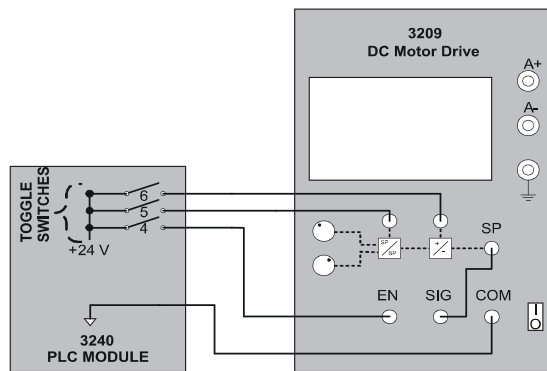 3209
DC Motor Drive
A+
A-
TOGGLE
SWITCHES
6
5
4
+24 V
SP
SP
+
-
SP
EN
SIG
COM
I
O
3240
PLC MODULE